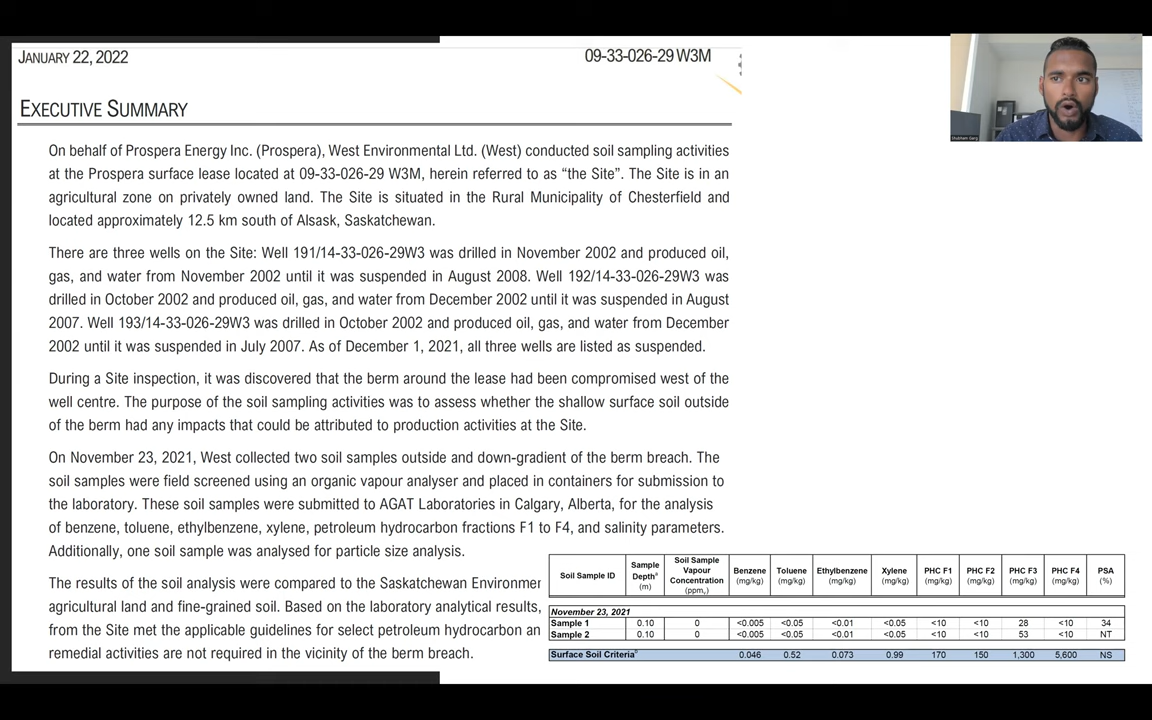 JANUARY 22, 2022 09-33-026-29 W3M
EXECUTIVE SUMMARY
On behalf of Prospera Energy Inc. (Prospera), West Environmental Ltd. (West) conducted soil sampling activities
at the Prospera surface lease located at 09-33-026-29 W3M, herein referred to as “the Site”. The Site is in an
agricultural zone on privately owned land. The Site is situated in the Rural Municipality of Chesterfield and
located approximately 12.5 km south of Alsask, Saskatchewan.
There are three wells on the Site: Well 191/14-33-026-29W3 was drilled in November 2002 and produced oil,
gas, and water from November 2002 until it was suspended in August 2008. Well 192/14-33-026-29W3 was
drilled in October 2002 and produced oil, gas, and water from December 2002 until it was suspended in August
2007. Well 193/14-33-026-29W3 was drilled in October 2002 and produced oil, gas, and water from December
2002 until it was suspended in July 2007. As of December 1, 2021, all three wells are listed as suspended.
During a Site inspection, it was discovered that the berm around the lease had been compromised west of the
well centre. The purpose of the soil sampling activities was to assess whether the shallow surface soil outside
of the berm had any impacts that could be attributed to production activities at the Site.
On November 23, 2021, West collected two soil samples outside and down-gradient of the berm breach. The
soil samples were field screened using an organic vapour analyser and placed in containers for submission to
the laboratory. These soil samples were submitted to AGAT Laboratories in Calgary, Alberta, for the analysis
of benzene, toluene, ethylbenzene, xylene, petroleum hydrocarbon fractions F1 to F4, and salinity parameters.
Additionally, one soil sample was analysed for particle size analysis.
The results of the soil analysis were compared to the Saskatchewan Environmen
agricultural land and fine-grained soil. Based on the laboratory analytical results,
from the Site met the applicable guidelines for select petroleum hydrocarbon an
remedial activities are not required in the vicinity of the berm breach.
Soil Sample ID Sample Depth^a (m) Soil Sample Vapour Concentration (ppmv) Benzene (mg/kg) Toluene (mg/kg) Ethylbenzene (mg/kg) Xylene (mg/kg) PHC F1 (mg/kg) PHC F2 (mg/kg) PHC F3 (mg/kg) PHC F4 (mg/kg) PSA (%)
November 23, 2021
Sample 1 0.10 0 <0.005 <0.05 <0.01 <0.05 <10 <10 28 <10 34
Sample 2 0.10 0 <0.005 <0.05 <0.01 <0.05 <10 <10 53 <10 NT
Surface Soil Criteria^b 0.046 0.52 0.073 0.99 170 150 1,300 5,600 NS
Shubham Garg